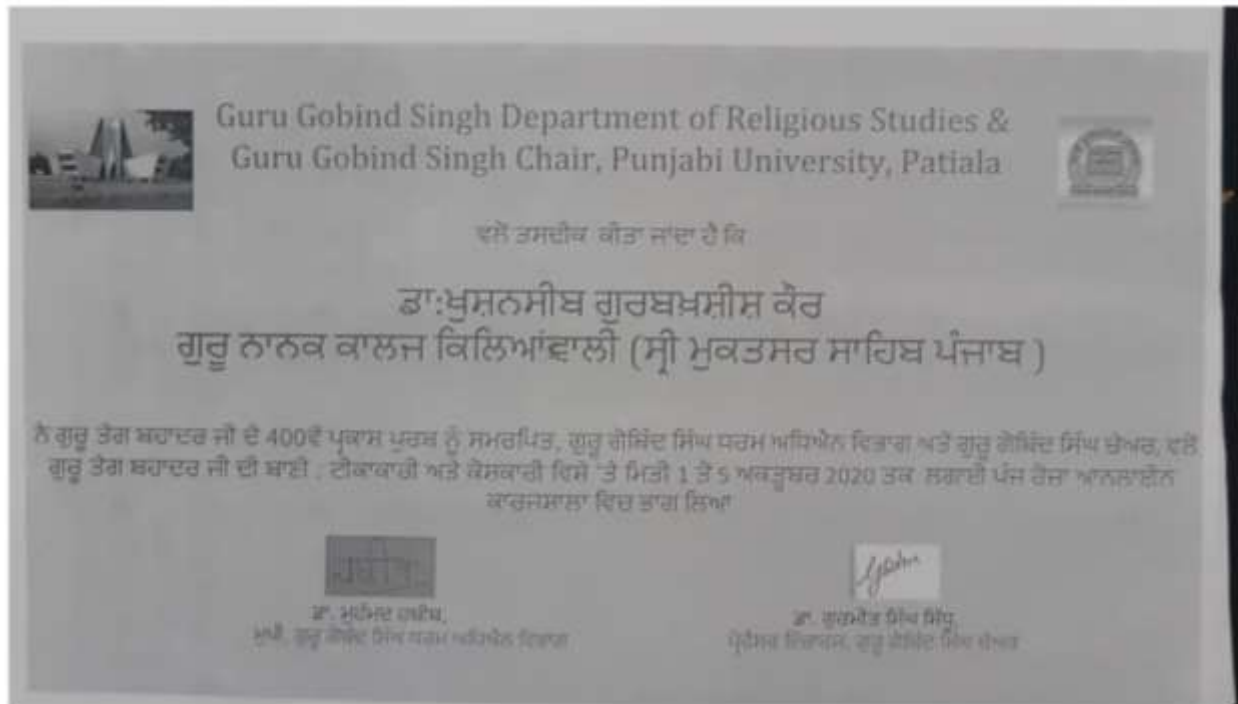 Guru Gobind Singh Department of Religious Studies &
Guru Gobind Singh Chair, Punjabi University, Patiala
ਵਲੋਂ ਤਸਦੀਕ ਕੀਤਾ ਜਾਂਦਾ ਹੈ ਕਿ
ਡਾ:ਖੁਸ਼ਨਸੀਬ ਗੁਰਬਖ਼ਸ਼ੀਸ਼ ਕੌਰ
ਗੁਰੂ ਨਾਨਕ ਕਾਲਜ ਕਿਲਿਆਂਵਾਲੀ (ਸ੍ਰੀ ਮੁਕਤਸਰ ਸਾਹਿਬ ਪੰਜਾਬ )
ਨੇ ਗੁਰੂ ਤੇਗ ਬਹਾਦਰ ਜੀ ਦੇ 400ਵੇਂ ਪ੍ਰਕਾਸ਼ ਪੁਰਬ ਨੂੰ ਸਮਰਪਿਤ, ਗੁਰੂ ਗੋਬਿੰਦ ਸਿੰਘ ਧਰਮ ਅਧਿਐਨ ਵਿਭਾਗ ਅਤੇ ਗੁਰੂ ਗੋਬਿੰਦ ਸਿੰਘ ਚੇਅਰ, ਵਲੋਂ
ਗੁਰੂ ਤੇਗ ਬਹਾਦਰ ਜੀ ਦੀ ਬਾਣੀ : ਟੀਕਾਕਾਰੀ ਅਤੇ ਕੋਸ਼ਕਾਰੀ ਵਿਸ਼ੇ 'ਤੇ ਮਿਤੀ 1 ਤੋਂ 5 ਅਕਤੂਬਰ 2020 ਤਕ ਲਗਾਈ ਪੰਜ ਰੋਜ਼ਾ ਆਨਲਾਈਨ
ਕਾਰਜਸ਼ਾਲਾ ਵਿਚ ਭਾਗ ਲਿਆ
ਡਾ. ਮੁਹੰਮਦ ਹਬੀਬ,
ਮੁਖੀ, ਗੁਰੂ ਗੋਬਿੰਦ ਸਿੰਘ ਧਰਮ ਅਧਿਐਨ ਵਿਭਾਗ
ਡਾ. ਗੁਰਮੀਤ ਸਿੰਘ ਸਿੱਧੂ,
ਪ੍ਰੋਫੈਸਰ ਇੰਚਾਰਜ, ਗੁਰੂ ਗੋਬਿੰਦ ਸਿੰਘ ਚੇਅਰ